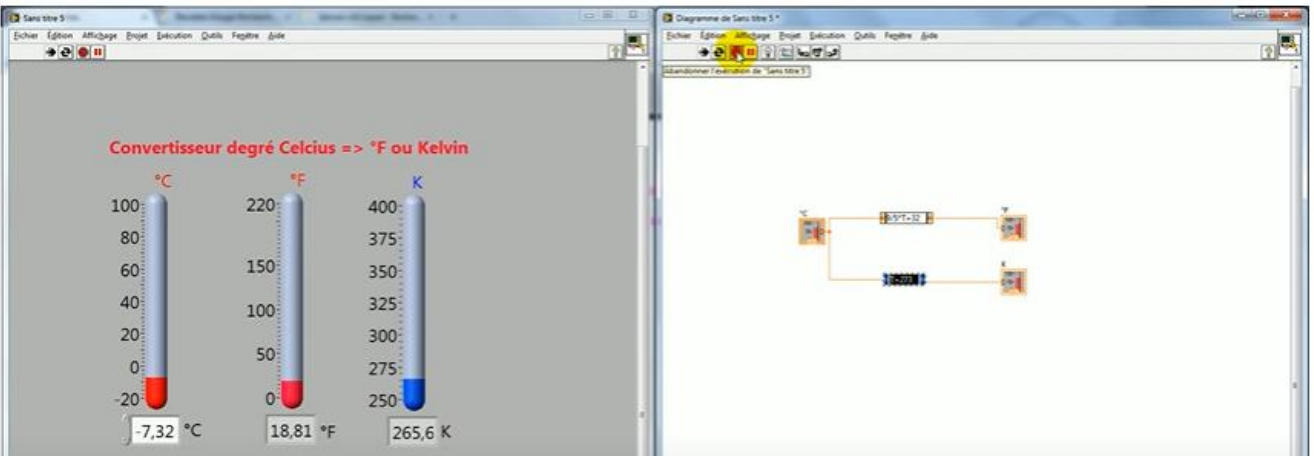 Sans titre 5
Fichier Édition Affichage Projet Exécution Outils Fenêtre Aide
Convertisseur degré Celcius => °F ou Kelvin
°C °F K
100 220 400
80 375
60 150 350
40 100 325
20 300
0 50 275
-20 0 250
-7,32 °C 18,81 °F 265,6 K
Diagramme de Sans titre 5 *
Fichier Édition Affichage Projet Exécution Outils Fenêtre Aide
Abandonner l'exécution de "Sans titre 5"
°C 9/5*T+32 °F
K